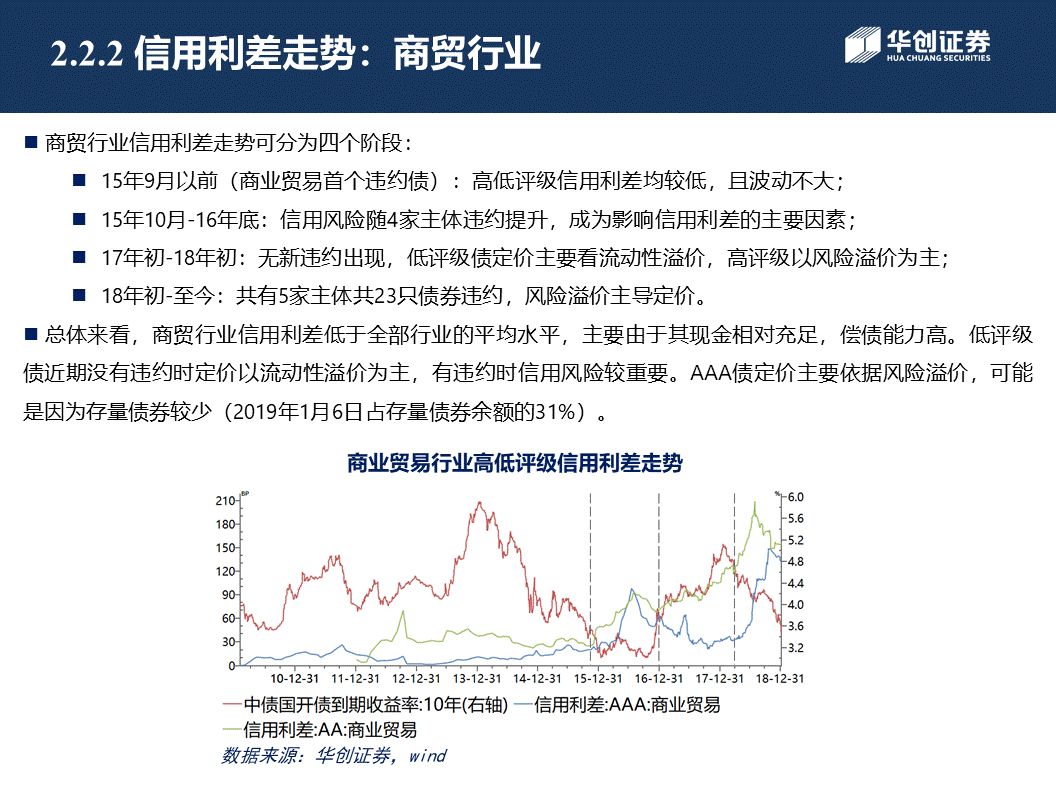 2.2.2 信用利差走势：商贸行业
华创证券
HUA CHUANG SECURITIES
商贸行业信用利差走势可分为四个阶段：
15年9月以前（商业贸易首个违约债）：高低评级信用利差均较低，且波动不大；
15年10月-16年底：信用风险随4家主体违约提升，成为影响信用利差的主要因素；
17年初-18年初：无新违约出现，低评级债定价主要看流动性溢价，高评级以风险溢价为主；
18年初-至今：共有5家主体共23只债券违约，风险溢价主导定价。
总体来看，商贸行业信用利差低于全部行业的平均水平，主要由于其现金相对充足，偿债能力高。低评级
债近期没有违约时定价以流动性溢价为主，有违约时信用风险较重要。AAA债定价主要依据风险溢价，可能
是因为存量债券较少（2019年1月6日占存量债券余额的31%）。
商业贸易行业高低评级信用利差走势
BP %
210 6.0
180 5.6
150 5.2
120 4.8
90 4.4
60 4.0
30 3.6
0 3.2
10-12-31 11-12-31 12-12-31 13-12-31 14-12-31 15-12-31 16-12-31 17-12-31 18-12-31
中债国开债到期收益率:10年(右轴) 信用利差:AAA:商业贸易
信用利差:AA:商业贸易
数据来源：华创证券，wind